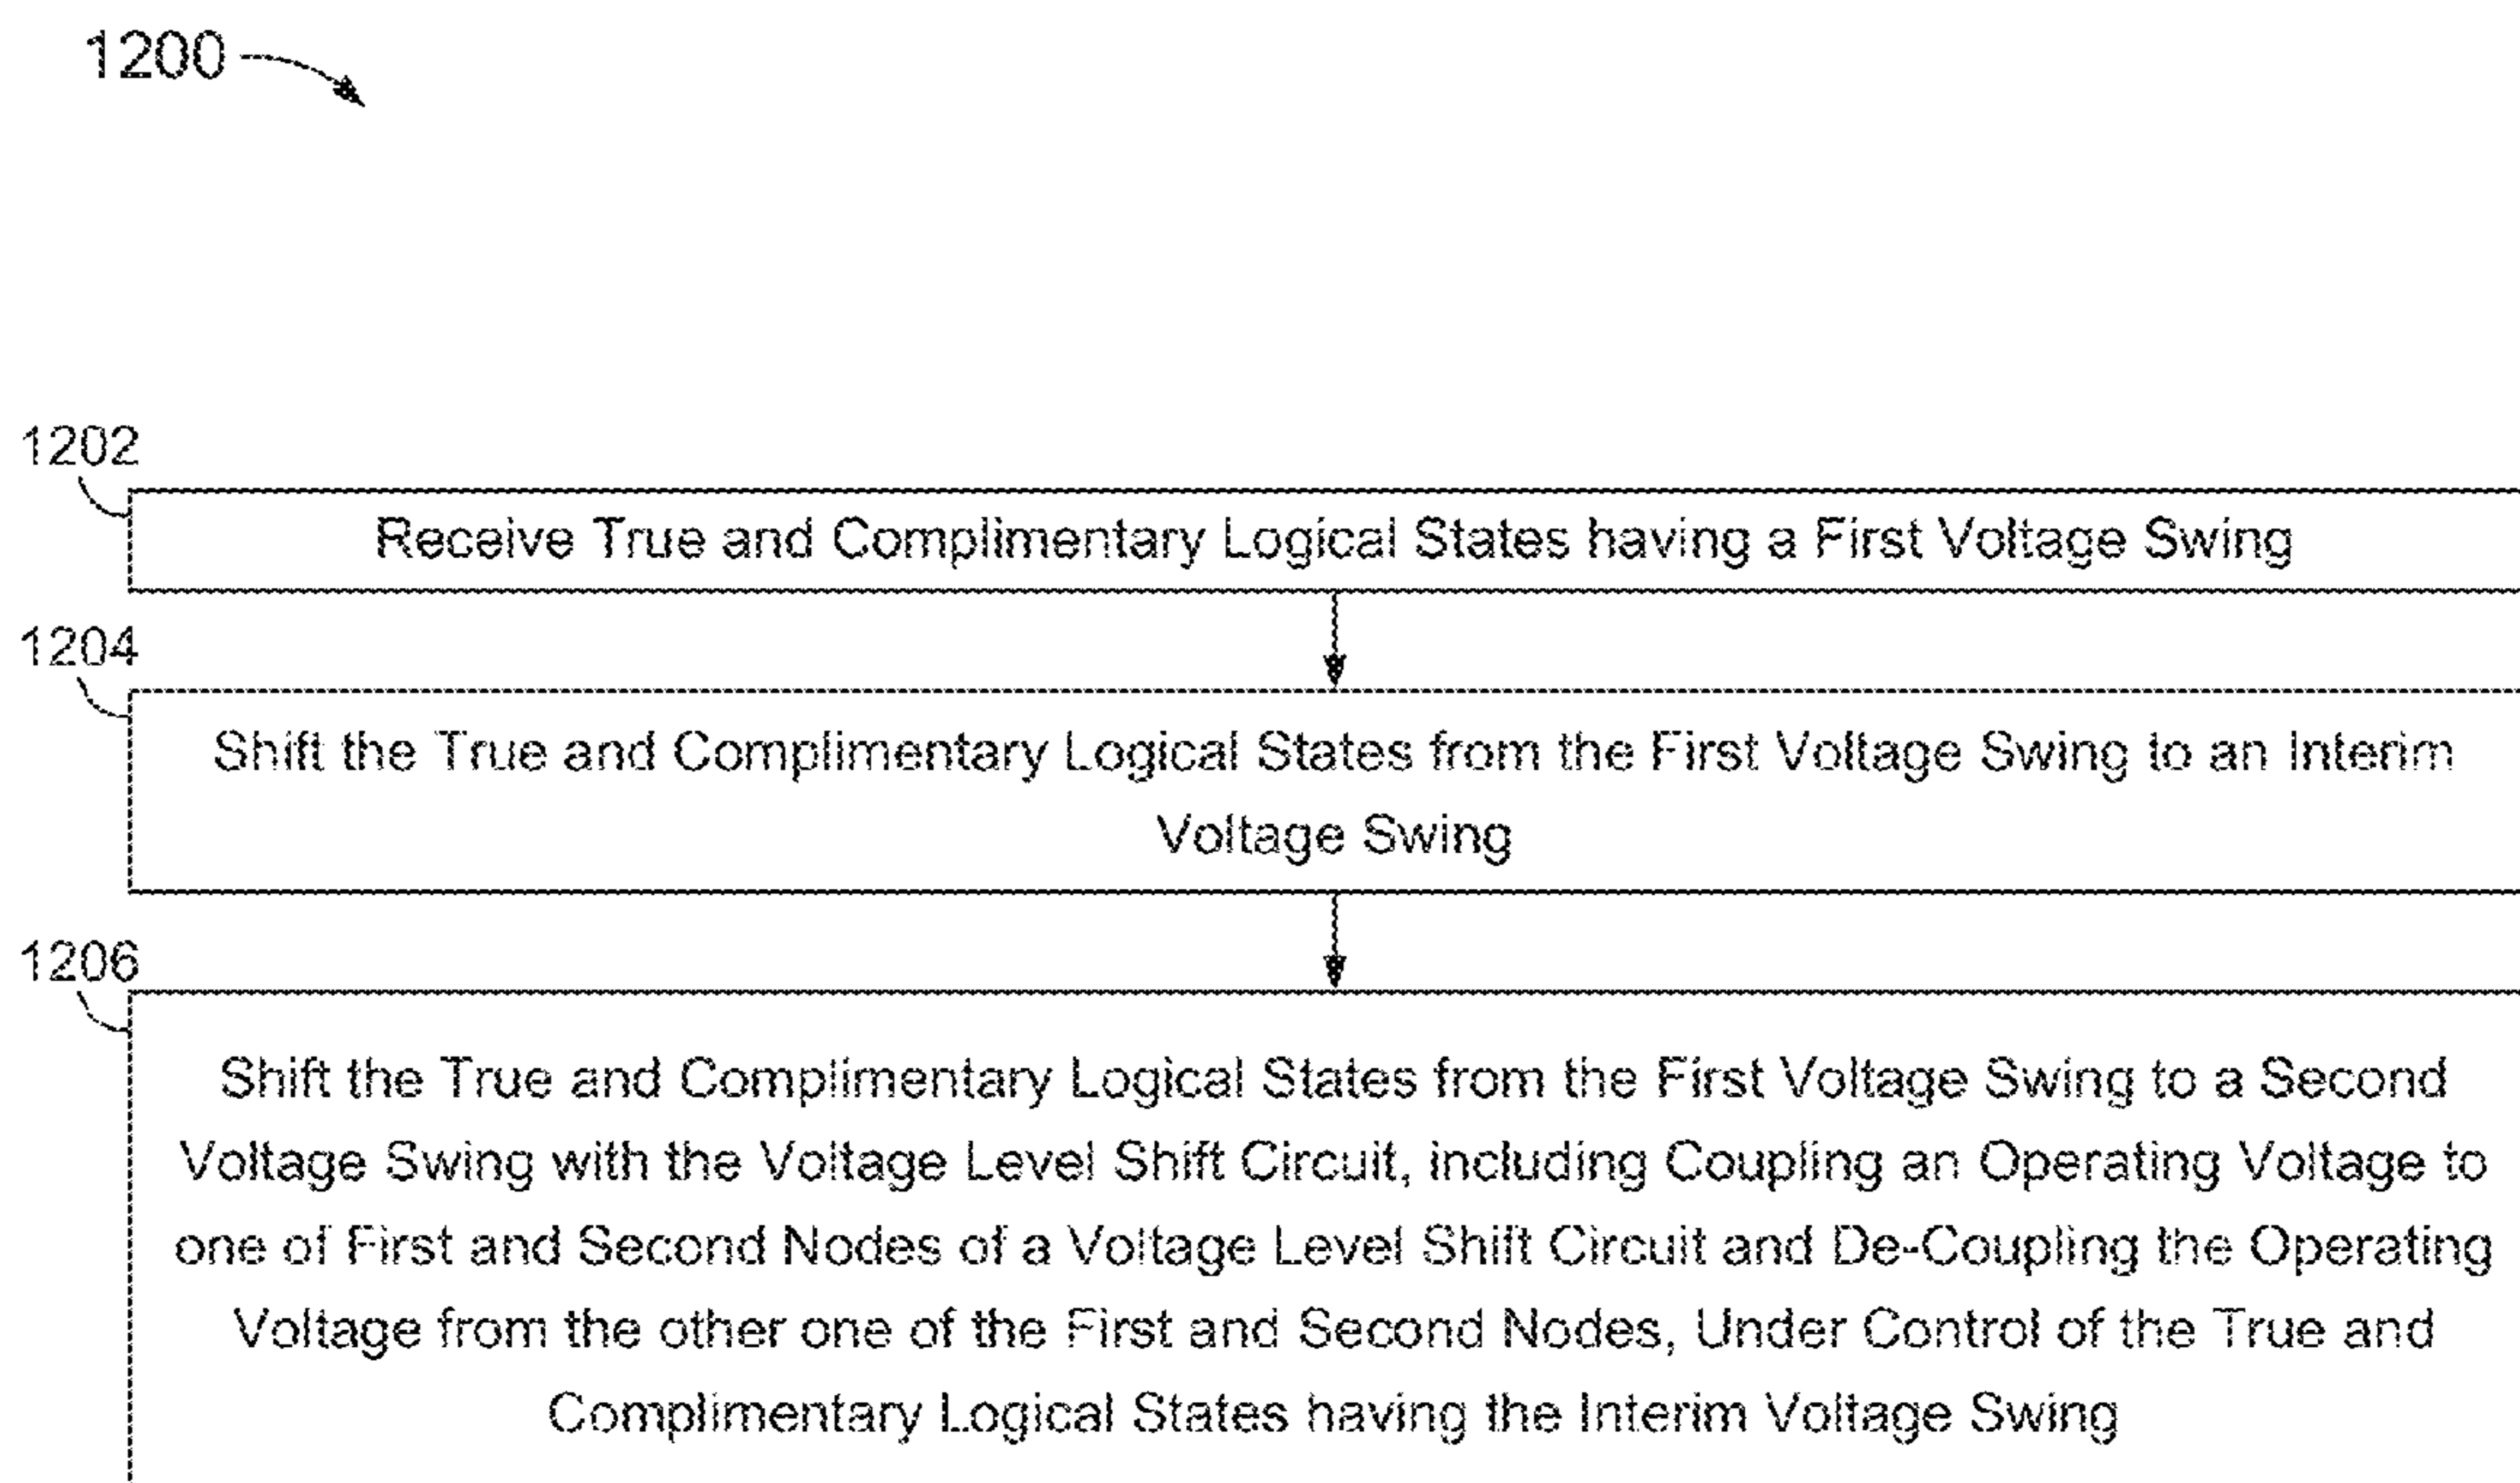 1200
1202
Receive True and Complimentary Logical States having a First Voltage Swing
1204
Shift the True and Complimentary Logical States from the First Voltage Swing to an Interim
Voltage Swing
1206
Shift the True and Complimentary Logical States from the First Voltage Swing to a Second
Voltage Swing with the Voltage Level Shift Circuit, including Coupling an Operating Voltage to
one of First and Second Nodes of a Voltage Level Shift Circuit and De-Coupling the Operating
Voltage from the other one of the First and Second Nodes, Under Control of the True and
Complimentary Logical States having the Interim Voltage Swing